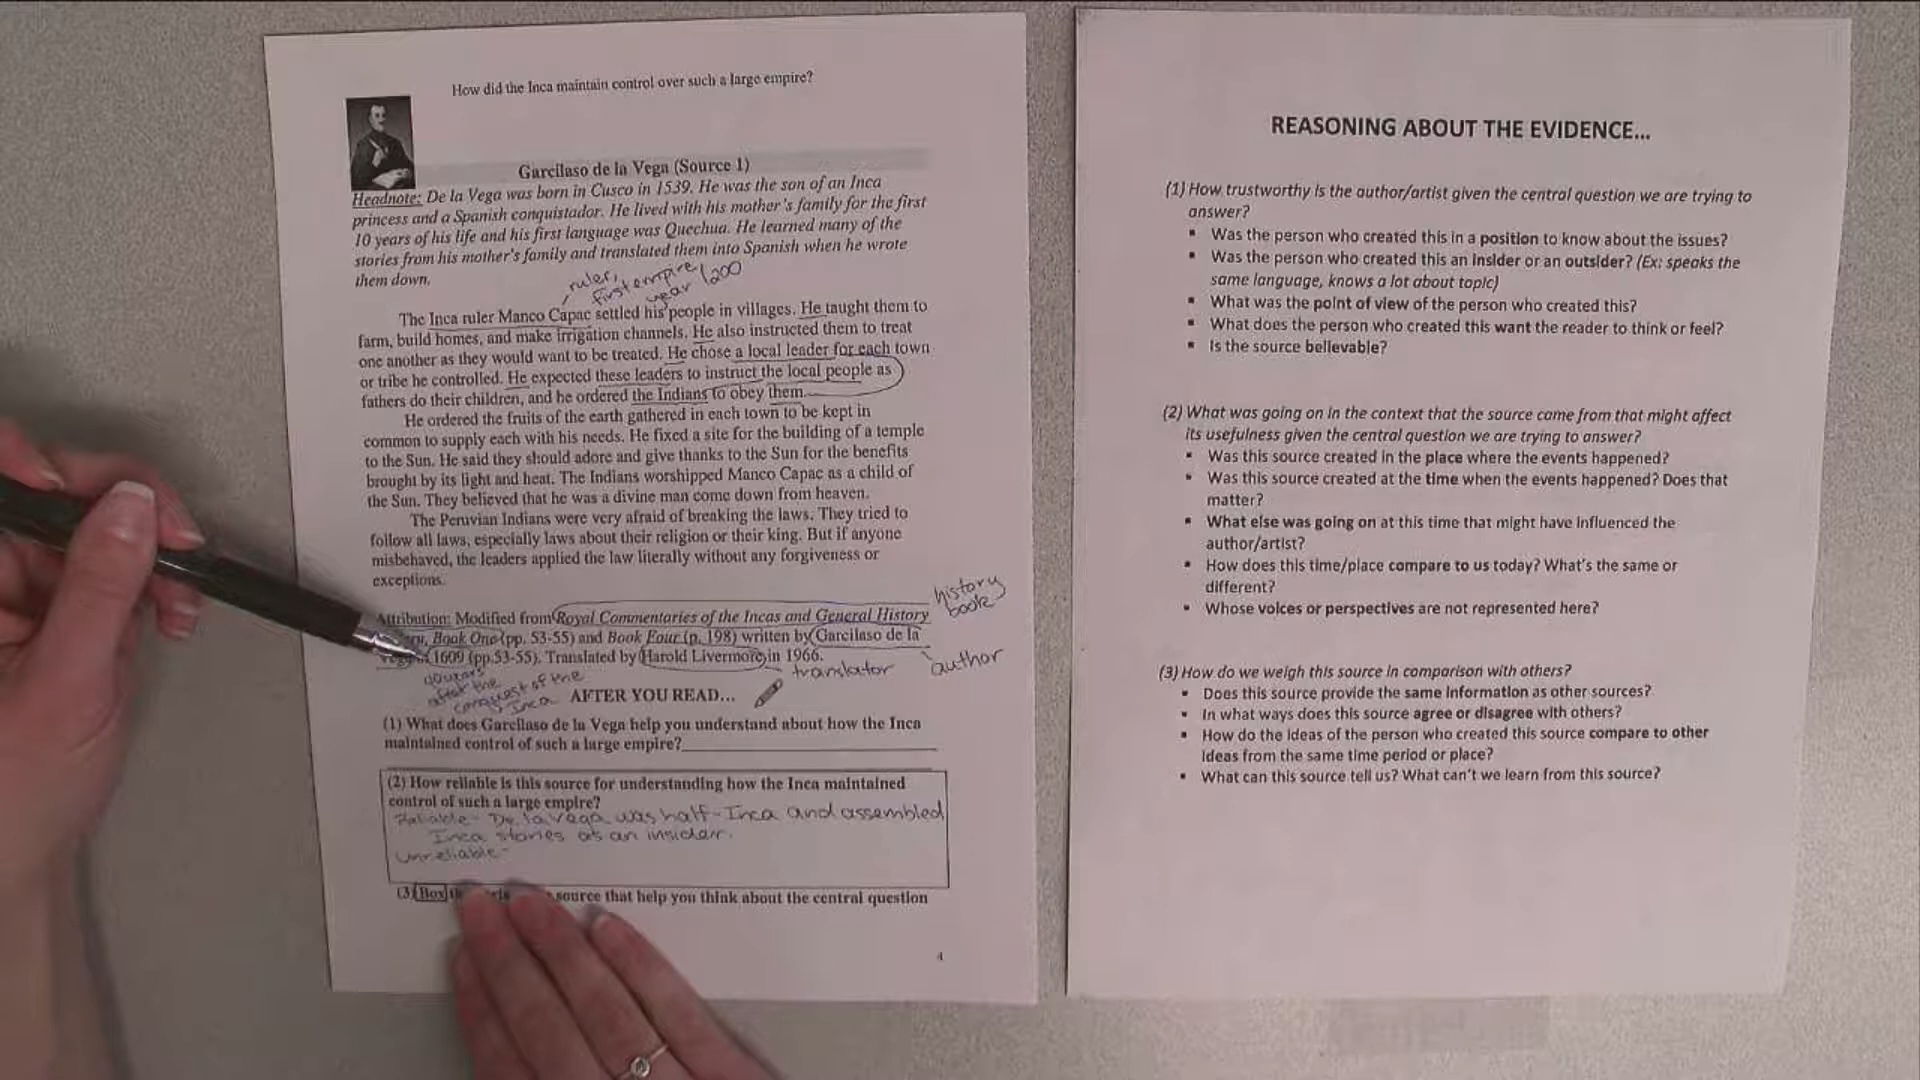 How did the Inca maintain control over such a large empire?
Garcilaso de la Vega (Source 1)
Headnote: De la Vega was born in Cusco in 1539. He was the son of an Inca
princess and a Spanish conquistador. He lived with his mother's family for the first
10 years of his life and his first language was Quechua. He learned many of the
stories from his mother's family and translated them into Spanish when he wrote
them down.
ruler,
first empire
year 1200
The Inca ruler Manco Capac settled his people in villages. He taught them to
farm, build homes, and make irrigation channels. He also instructed them to treat
one another as they would want to be treated. He chose a local leader for each town
or tribe he controlled. He expected these leaders to instruct the local people as
fathers do their children, and he ordered the Indians to obey them.
He ordered the fruits of the earth gathered in each town to be kept in
common to supply each with his needs. He fixed a site for the building of a temple
to the Sun. He said they should adore and give thanks to the Sun for the benefits
brought by its light and heat. The Indians worshipped Manco Capac as a child of
the Sun. They believed that he was a divine man come down from heaven.
The Peruvian Indians were very afraid of breaking the laws. They tried to
follow all laws, especially laws about their religion or their king. But if anyone
misbehaved, the leaders applied the law literally without any forgiveness or
exceptions.
history
book
Attribution: Modified from Royal Commentaries of the Incas and General History
Book One (pp. 53-55) and Book Four (p. 198) written by Garcilaso de la
1609 (pp.53-55). Translated by Harold Livermore in 1966.
translator
author
after the
conquest of the
Inca
AFTER YOU READ...
(1) What does Garcilaso de la Vega help you understand about how the Inca
maintained control of such a large empire?
(2) How reliable is this source for understanding how the Inca maintained
control of such a large empire?
Reliable - De la Vega was half-Inca and assembled
Inca stories as an insider.
Unreliable -
(3) Box source that help you think about the central question
4
REASONING ABOUT THE EVIDENCE...
(1) How trustworthy is the author/artist given the central question we are trying to
answer?
▪ Was the person who created this in a position to know about the issues?
▪ Was the person who created this an insider or an outsider? (Ex: speaks the
same language, knows a lot about topic)
▪ What was the point of view of the person who created this?
▪ What does the person who created this want the reader to think or feel?
▪ Is the source believable?
(2) What was going on in the context that the source came from that might affect
its usefulness given the central question we are trying to answer?
▪ Was this source created in the place where the events happened?
▪ Was this source created at the time when the events happened? Does that
matter?
▪ What else was going on at this time that might have influenced the
author/artist?
▪ How does this time/place compare to us today? What's the same or
different?
▪ Whose voices or perspectives are not represented here?
(3) How do we weigh this source in comparison with others?
▪ Does this source provide the same information as other sources?
▪ In what ways does this source agree or disagree with others?
▪ How do the ideas of the person who created this source compare to other
ideas from the same time period or place?
▪ What can this source tell us? What can't we learn from this source?